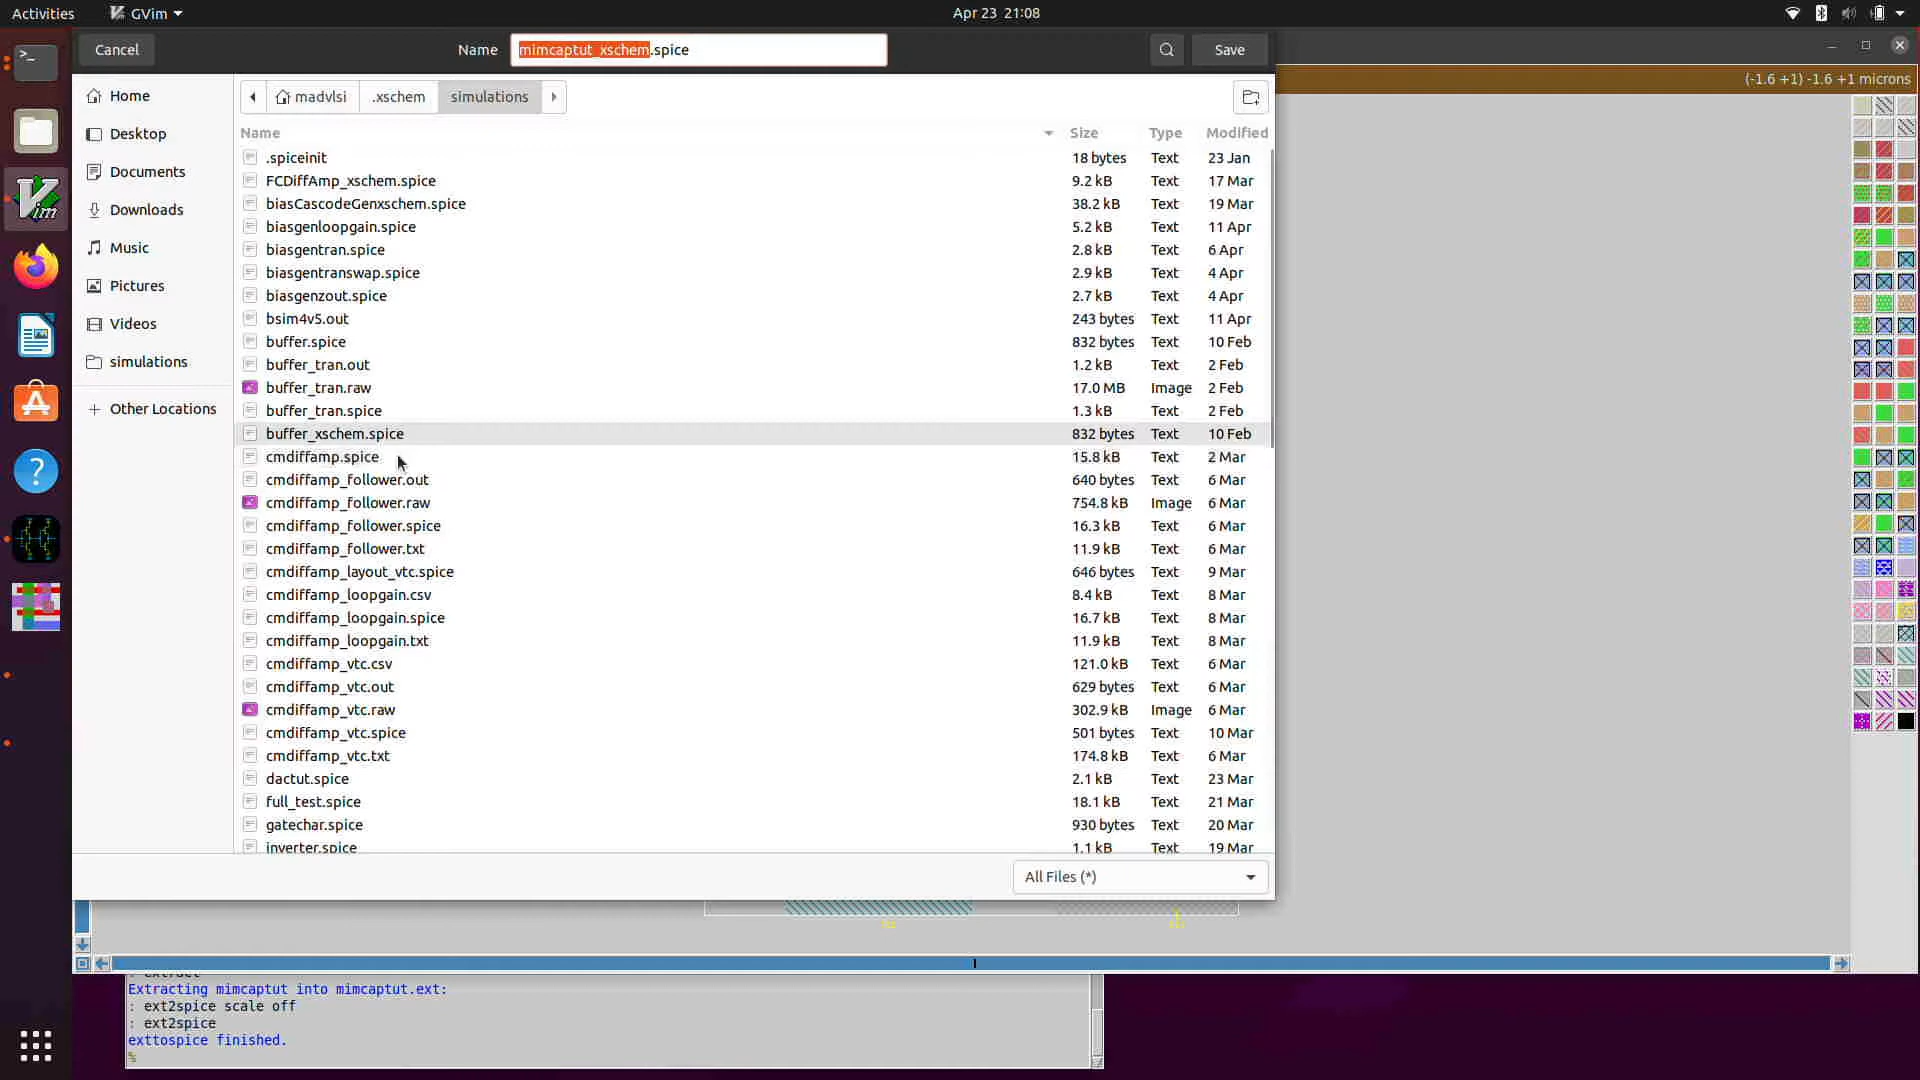 Activities GVim Apr 23 21:08
Cancel Name mimcaptut_xschem.spice Save
(-1.6 +1) -1.6 +1 microns
Home
Desktop
Documents
Downloads
Music
Pictures
Videos
simulations
Other Locations
madvlsi .xschem simulations
Name Size Type Modified
.spiceinit 18 bytes Text 23 Jan
FCDiffAmp_xschem.spice 9.2 kB Text 17 Mar
biasCascodeGenxschem.spice 38.2 kB Text 19 Mar
biasgenloopgain.spice 5.2 kB Text 11 Apr
biasgentran.spice 2.8 kB Text 6 Apr
biasgentranswap.spice 2.9 kB Text 4 Apr
biasgenzout.spice 2.7 kB Text 4 Apr
bsim4v5.out 243 bytes Text 11 Apr
buffer.spice 832 bytes Text 10 Feb
buffer_tran.out 1.2 kB Text 2 Feb
buffer_tran.raw 17.0 MB Image 2 Feb
buffer_tran.spice 1.3 kB Text 2 Feb
buffer_xschem.spice 832 bytes Text 10 Feb
cmdiffamp.spice 15.8 kB Text 2 Mar
cmdiffamp_follower.out 640 bytes Text 6 Mar
cmdiffamp_follower.raw 754.8 kB Image 6 Mar
cmdiffamp_follower.spice 16.3 kB Text 6 Mar
cmdiffamp_follower.txt 11.9 kB Text 6 Mar
cmdiffamp_layout_vtc.spice 646 bytes Text 9 Mar
cmdiffamp_loopgain.csv 8.4 kB Text 8 Mar
cmdiffamp_loopgain.spice 16.7 kB Text 8 Mar
cmdiffamp_loopgain.txt 11.9 kB Text 8 Mar
cmdiffamp_vtc.csv 121.0 kB Text 6 Mar
cmdiffamp_vtc.out 629 bytes Text 6 Mar
cmdiffamp_vtc.raw 302.9 kB Image 6 Mar
cmdiffamp_vtc.spice 501 bytes Text 10 Mar
cmdiffamp_vtc.txt 174.8 kB Text 6 Mar
dactut.spice 2.1 kB Text 23 Mar
full_test.spice 18.1 kB Text 21 Mar
gatechar.spice 930 bytes Text 20 Mar
inverter.spice 1.1 kB Text 19 Mar
All Files (*)
: extract
Extracting mimcaptut into mimcaptut.ext:
: ext2spice scale off
: ext2spice
exttospice finished.
%